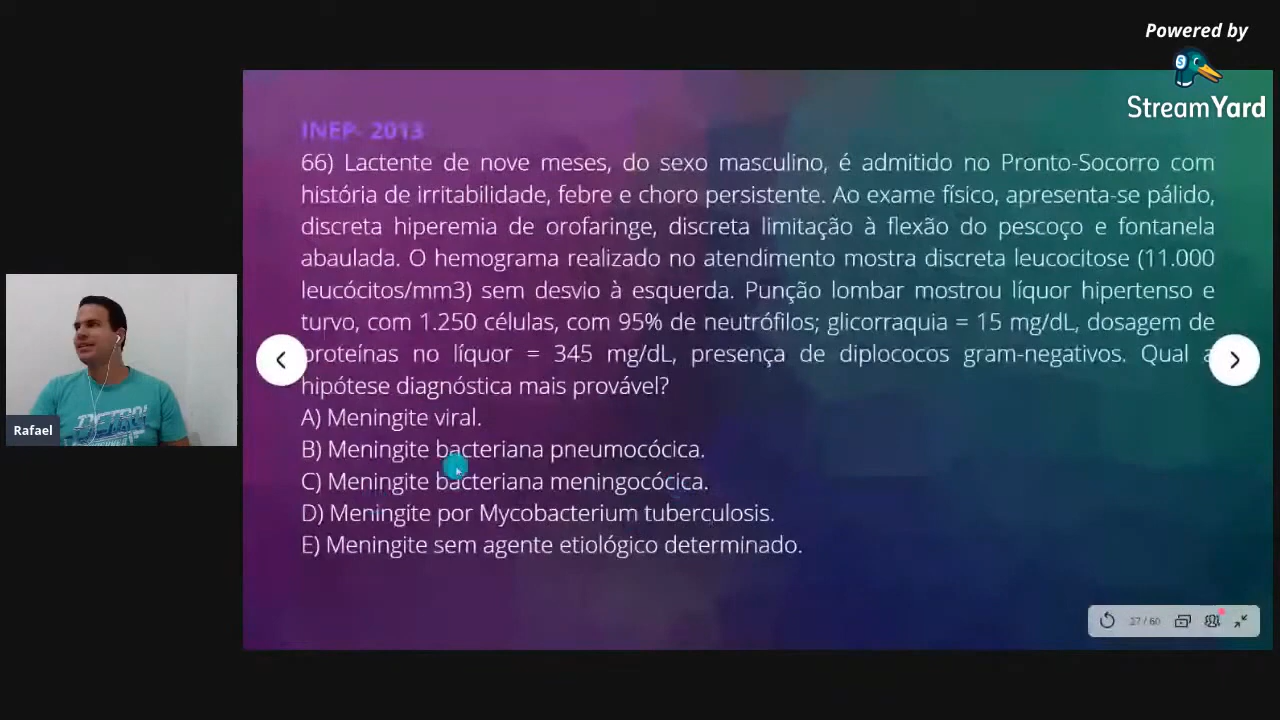 Powered by
StreamYard
INEP- 2013
66) Lactente de nove meses, do sexo masculino, é admitido no Pronto-Socorro com
história de irritabilidade, febre e choro persistente. Ao exame físico, apresenta-se pálido,
discreta hiperemia de orofaringe, discreta limitação à flexão do pescoço e fontanela
abaulada. O hemograma realizado no atendimento mostra discreta leucocitose (11.000
leucócitos/mm3) sem desvio à esquerda. Punção lombar mostrou líquor hipertenso e
turvo, com 1.250 células, com 95% de neutrófilos; glicorraquia = 15 mg/dL, dosagem de
proteínas no líquor = 345 mg/dL, presença de diplococos gram-negativos. Qual a
hipótese diagnóstica mais provável?
A) Meningite viral.
B) Meningite bacteriana pneumocócica.
C) Meningite bacteriana meningocócica.
D) Meningite por Mycobacterium tuberculosis.
E) Meningite sem agente etiológico determinado.
Rafael
27 / 60